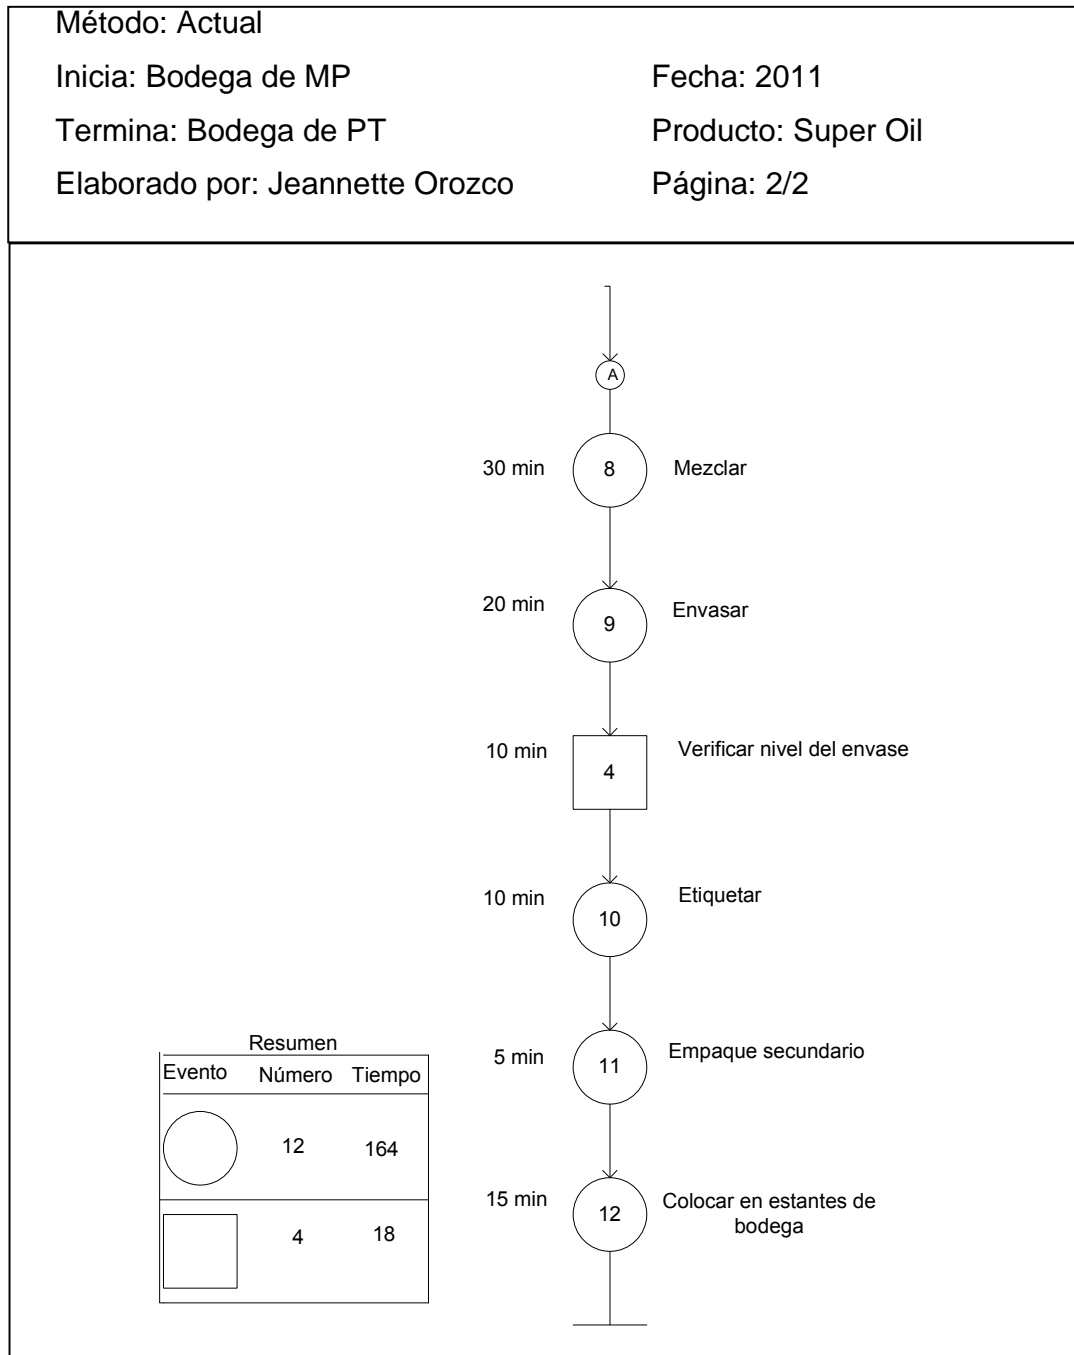 Método: Actual
Inicia: Bodega de MP Fecha: 2011
Termina: Bodega de PT Producto: Super Oil
Elaborado por: Jeannette Orozco Página: 2/2
A
30 min 8 Mezclar
20 min 9 Envasar
10 min 4 Verificar nivel del envase
10 min 10 Etiquetar
5 min 11 Empaque secundario
15 min 12 Colocar en estantes de
bodega
Resumen
Evento Número Tiempo
12 164
4 18